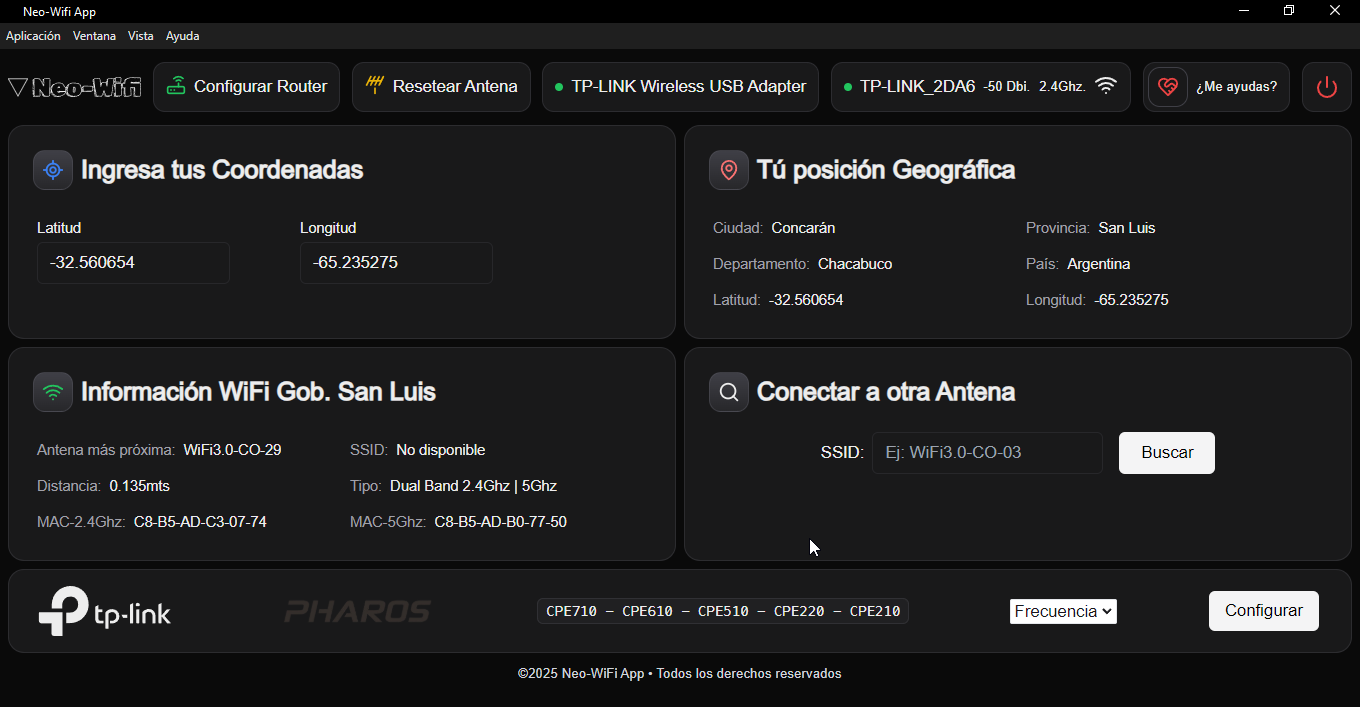 Neo-Wifi App
Aplicación Ventana Vista Ayuda
Neo-Wifi
Configurar Router
Resetear Antena
TP-LINK Wireless USB Adapter
TP-LINK_2DA6 -50 Dbi. 2.4Ghz.
¿Me ayudas?
Ingresa tus Coordenadas
Latitud
Longitud
-32.560654
-65.235275
Tú posición Geográfica
Ciudad: Concarán
Provincia: San Luis
Departamento: Chacabuco
País: Argentina
Latitud: -32.560654
Longitud: -65.235275
Información WiFi Gob. San Luis
Antena más próxima: WiFi3.0-CO-29
SSID: No disponible
Distancia: 0.135mts
Tipo: Dual Band 2.4Ghz | 5Ghz
MAC-2.4Ghz: C8-B5-AD-C3-07-74
MAC-5Ghz: C8-B5-AD-B0-77-50
Conectar a otra Antena
SSID: Ej: WiFi3.0-CO-03
Buscar
tp-link
PHAROS
CPE710 – CPE610 – CPE510 – CPE220 – CPE210
Frecuencia
Configurar
©2025 Neo-WiFi App • Todos los derechos reservados